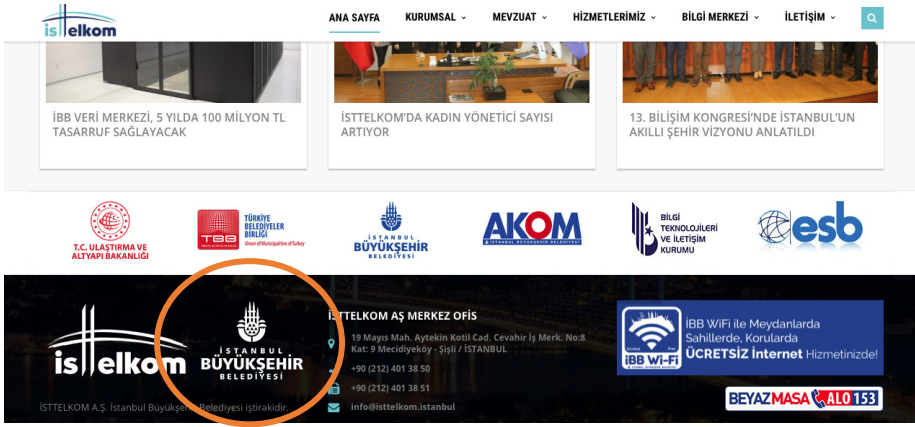 isttelkom
ANA SAYFA KURUMSAL MEVZUAT HİZMETLERİMİZ BİLGİ MERKEZİ İLETİŞİM
İBB VERİ MERKEZİ, 5 YILDA 100 MİLYON TL
TASARRUF SAĞLAYACAK
İSTTELKOM’DA KADIN YÖNETİCİ SAYISI
ARTIYOR
13. BİLİŞİM KONGRESİ’NDE İSTANBUL’UN
AKILLI ŞEHİR VİZYONU ANLATILDI
T.C. ULAŞTIRMA VE
ALTYAPI BAKANLIĞI
TBB
TÜRKİYE
BELEDİYELER
BİRLİĞİ
Union of Municipalities of Turkey
İSTANBUL
BÜYÜKŞEHİR
BELEDİYESİ
AKOM
İSTANBUL BÜYÜKŞEHİR BELEDİYESİ
BİLGİ
TEKNOLOJİLERİ
VE İLETİŞİM
KURUMU
esb
isttelkom
İSTANBUL
BÜYÜKŞEHİR
BELEDİYESİ
İSTTELKOM A.Ş. İstanbul Büyükşehir Belediyesi iştirakidir.
İSTTELKOM AŞ MERKEZ OFİS
19 Mayıs Mah. Aytekin Kotil Cad. Cevahir İş Merk. No:8
Kat: 9 Mecidiyeköy - Şişli / İSTANBUL
+90 (212) 401 38 50
+90 (212) 401 38 51
info@isttelkom.istanbul
iBB Wi-Fi
İBB WiFi ile Meydanlarda
Sahillerde, Korularda
ÜCRETSİZ İnternet Hizmetinizde!
BEYAZ MASA ALO 153